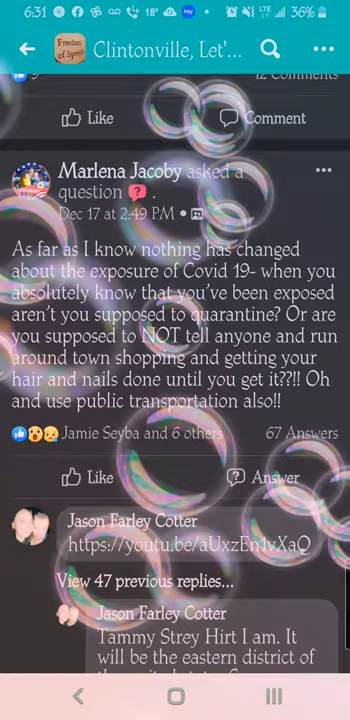 6:31
18°
Pay
LTE
36%
Freedom
of Speech
Clintonville, Let'...
9
12 Comments
Like
Comment
Marlena Jacoby asked a
question
Dec 17 at 2:49 PM
As far as I know nothing has changed
about the exposure of Covid 19- when you
absolutely know that you've been exposed
aren't you supposed to quarantine? Or are
you supposed to NOT tell anyone and run
around town shopping and getting your
hair and nails done until you get it??!! Oh
and use public transportation also!!
Jamie Seyba and 6 others
67 Answers
Like
Answer
Jason Farley Cotter
https://youtu.be/aUxzEn1vXaQ
View 47 previous replies...
Jason Farley Cotter
Tammy Strey Hirt I am. It
will be the eastern district of